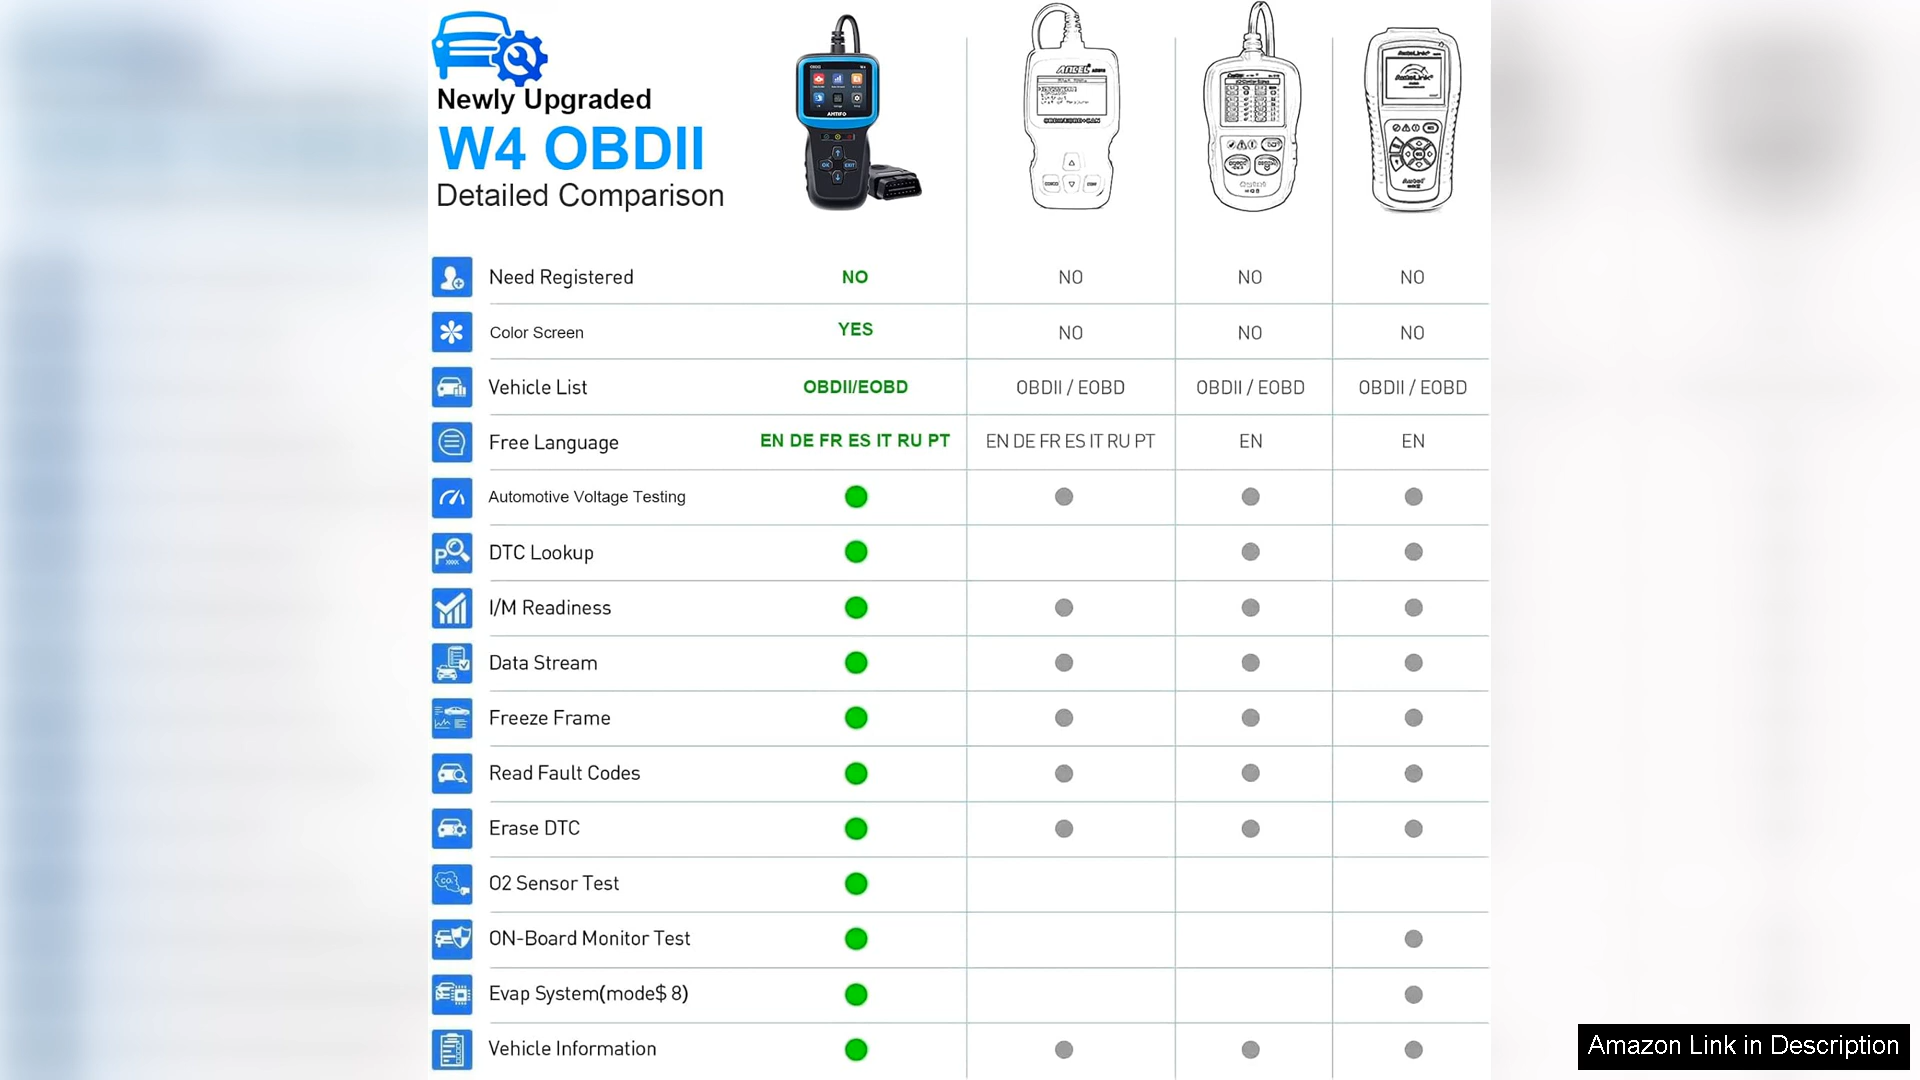 Newly Upgraded
W4 OBDII
Detailed Comparison
ANCEL
AutoLink
Autel
Need Registered NO NO NO NO
Color Screen YES NO NO NO
Vehicle List OBDII/EOBD OBDII / EOBD OBDII / EOBD OBDII / EOBD
Free Language EN DE FR ES IT RU PT EN DE FR ES IT RU PT EN EN
Automotive Voltage Testing
DTC Lookup
I/M Readiness
Data Stream
Freeze Frame
Read Fault Codes
Erase DTC
O2 Sensor Test
ON-Board Monitor Test
Evap System(mode$ 8)
Vehicle Information
Amazon Link in Description